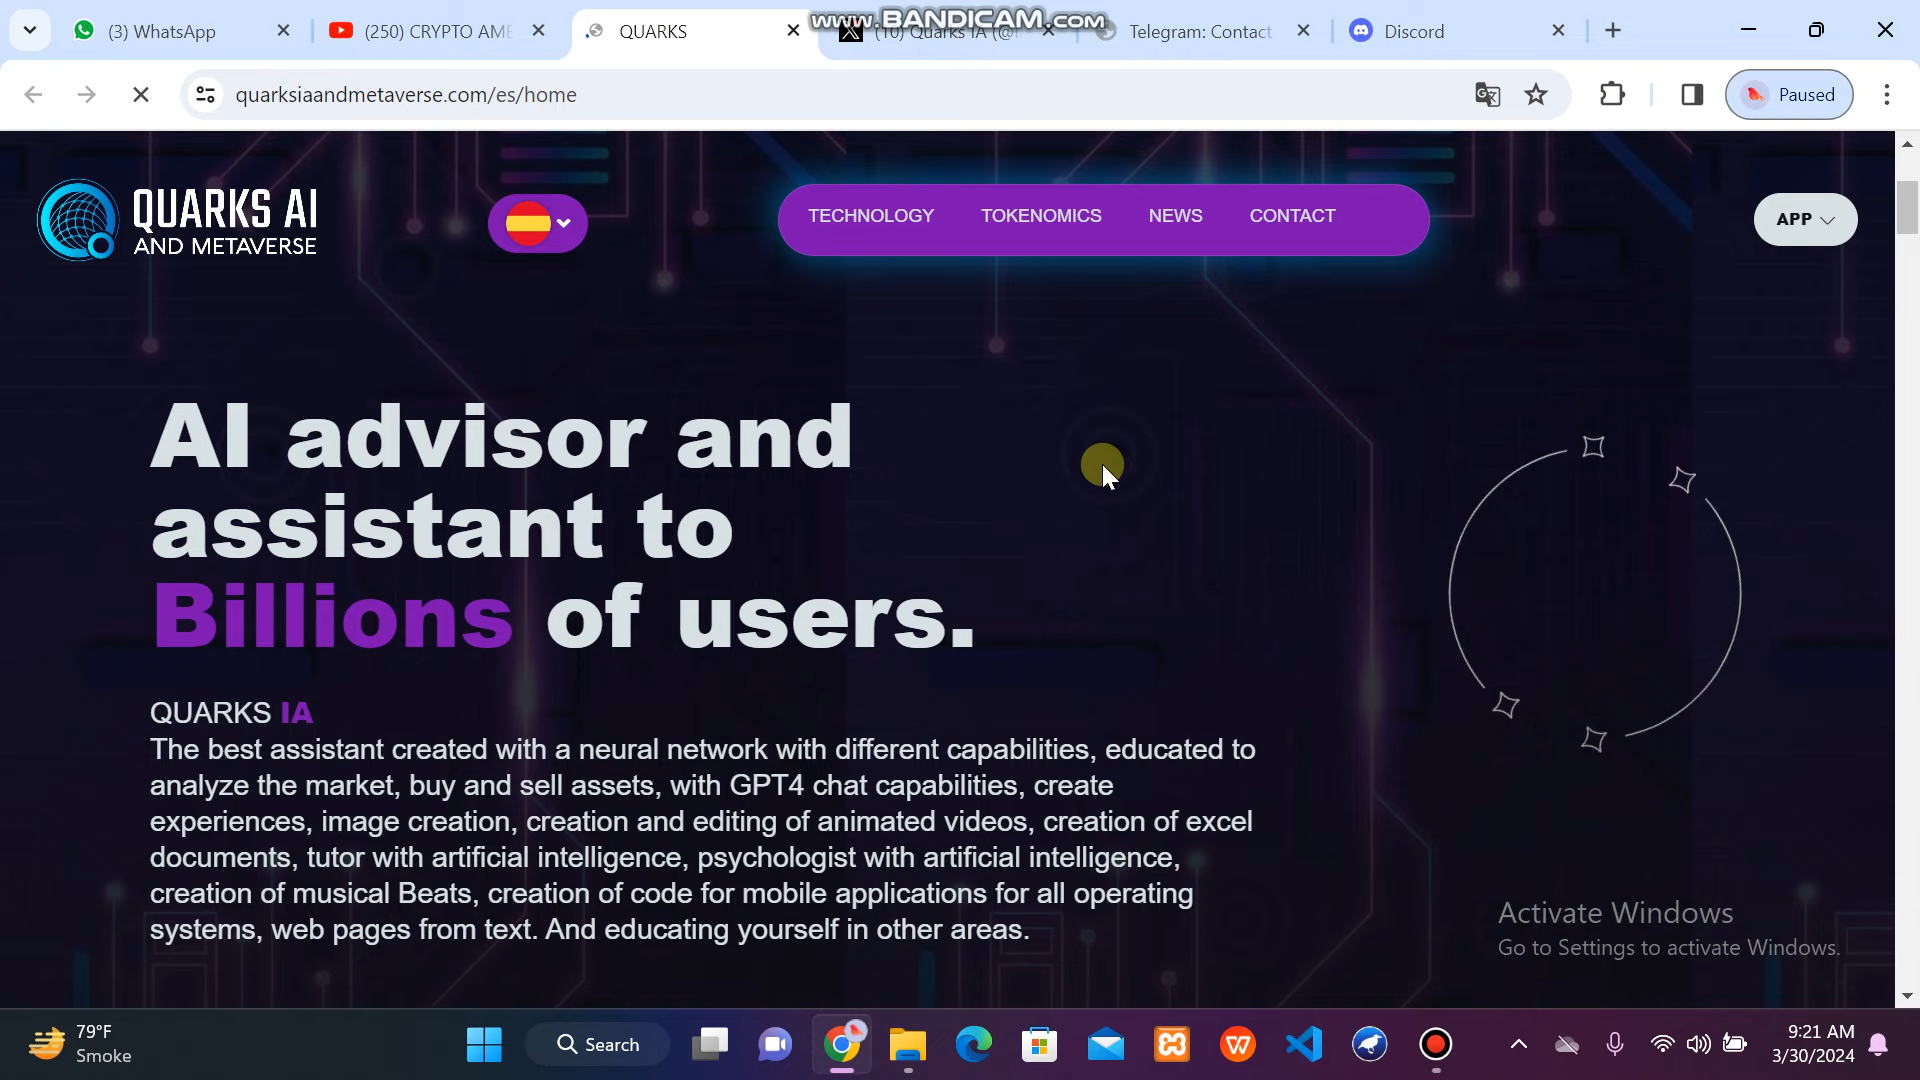 (3) WhatsApp
(250) CRYPTO AME
QUARKS
www.BANDICAM.com
(10) Quarks IA (@
Telegram: Contact
Discord
quarksiaandmetaverse.com/es/home
Paused
QUARKS AI
AND METAVERSE
TECHNOLOGY
TOKENOMICS
NEWS
CONTACT
APP
AI advisor and
assistant to
Billions of users.
QUARKS IA
The best assistant created with a neural network with different capabilities, educated to
analyze the market, buy and sell assets, with GPT4 chat capabilities, create
experiences, image creation, creation and editing of animated videos, creation of excel
documents, tutor with artificial intelligence, psychologist with artificial intelligence,
creation of musical Beats, creation of code for mobile applications for all operating
systems, web pages from text. And educating yourself in other areas.
Activate Windows
Go to Settings to activate Windows.
79°F
Smoke
Search
9:21 AM
3/30/2024